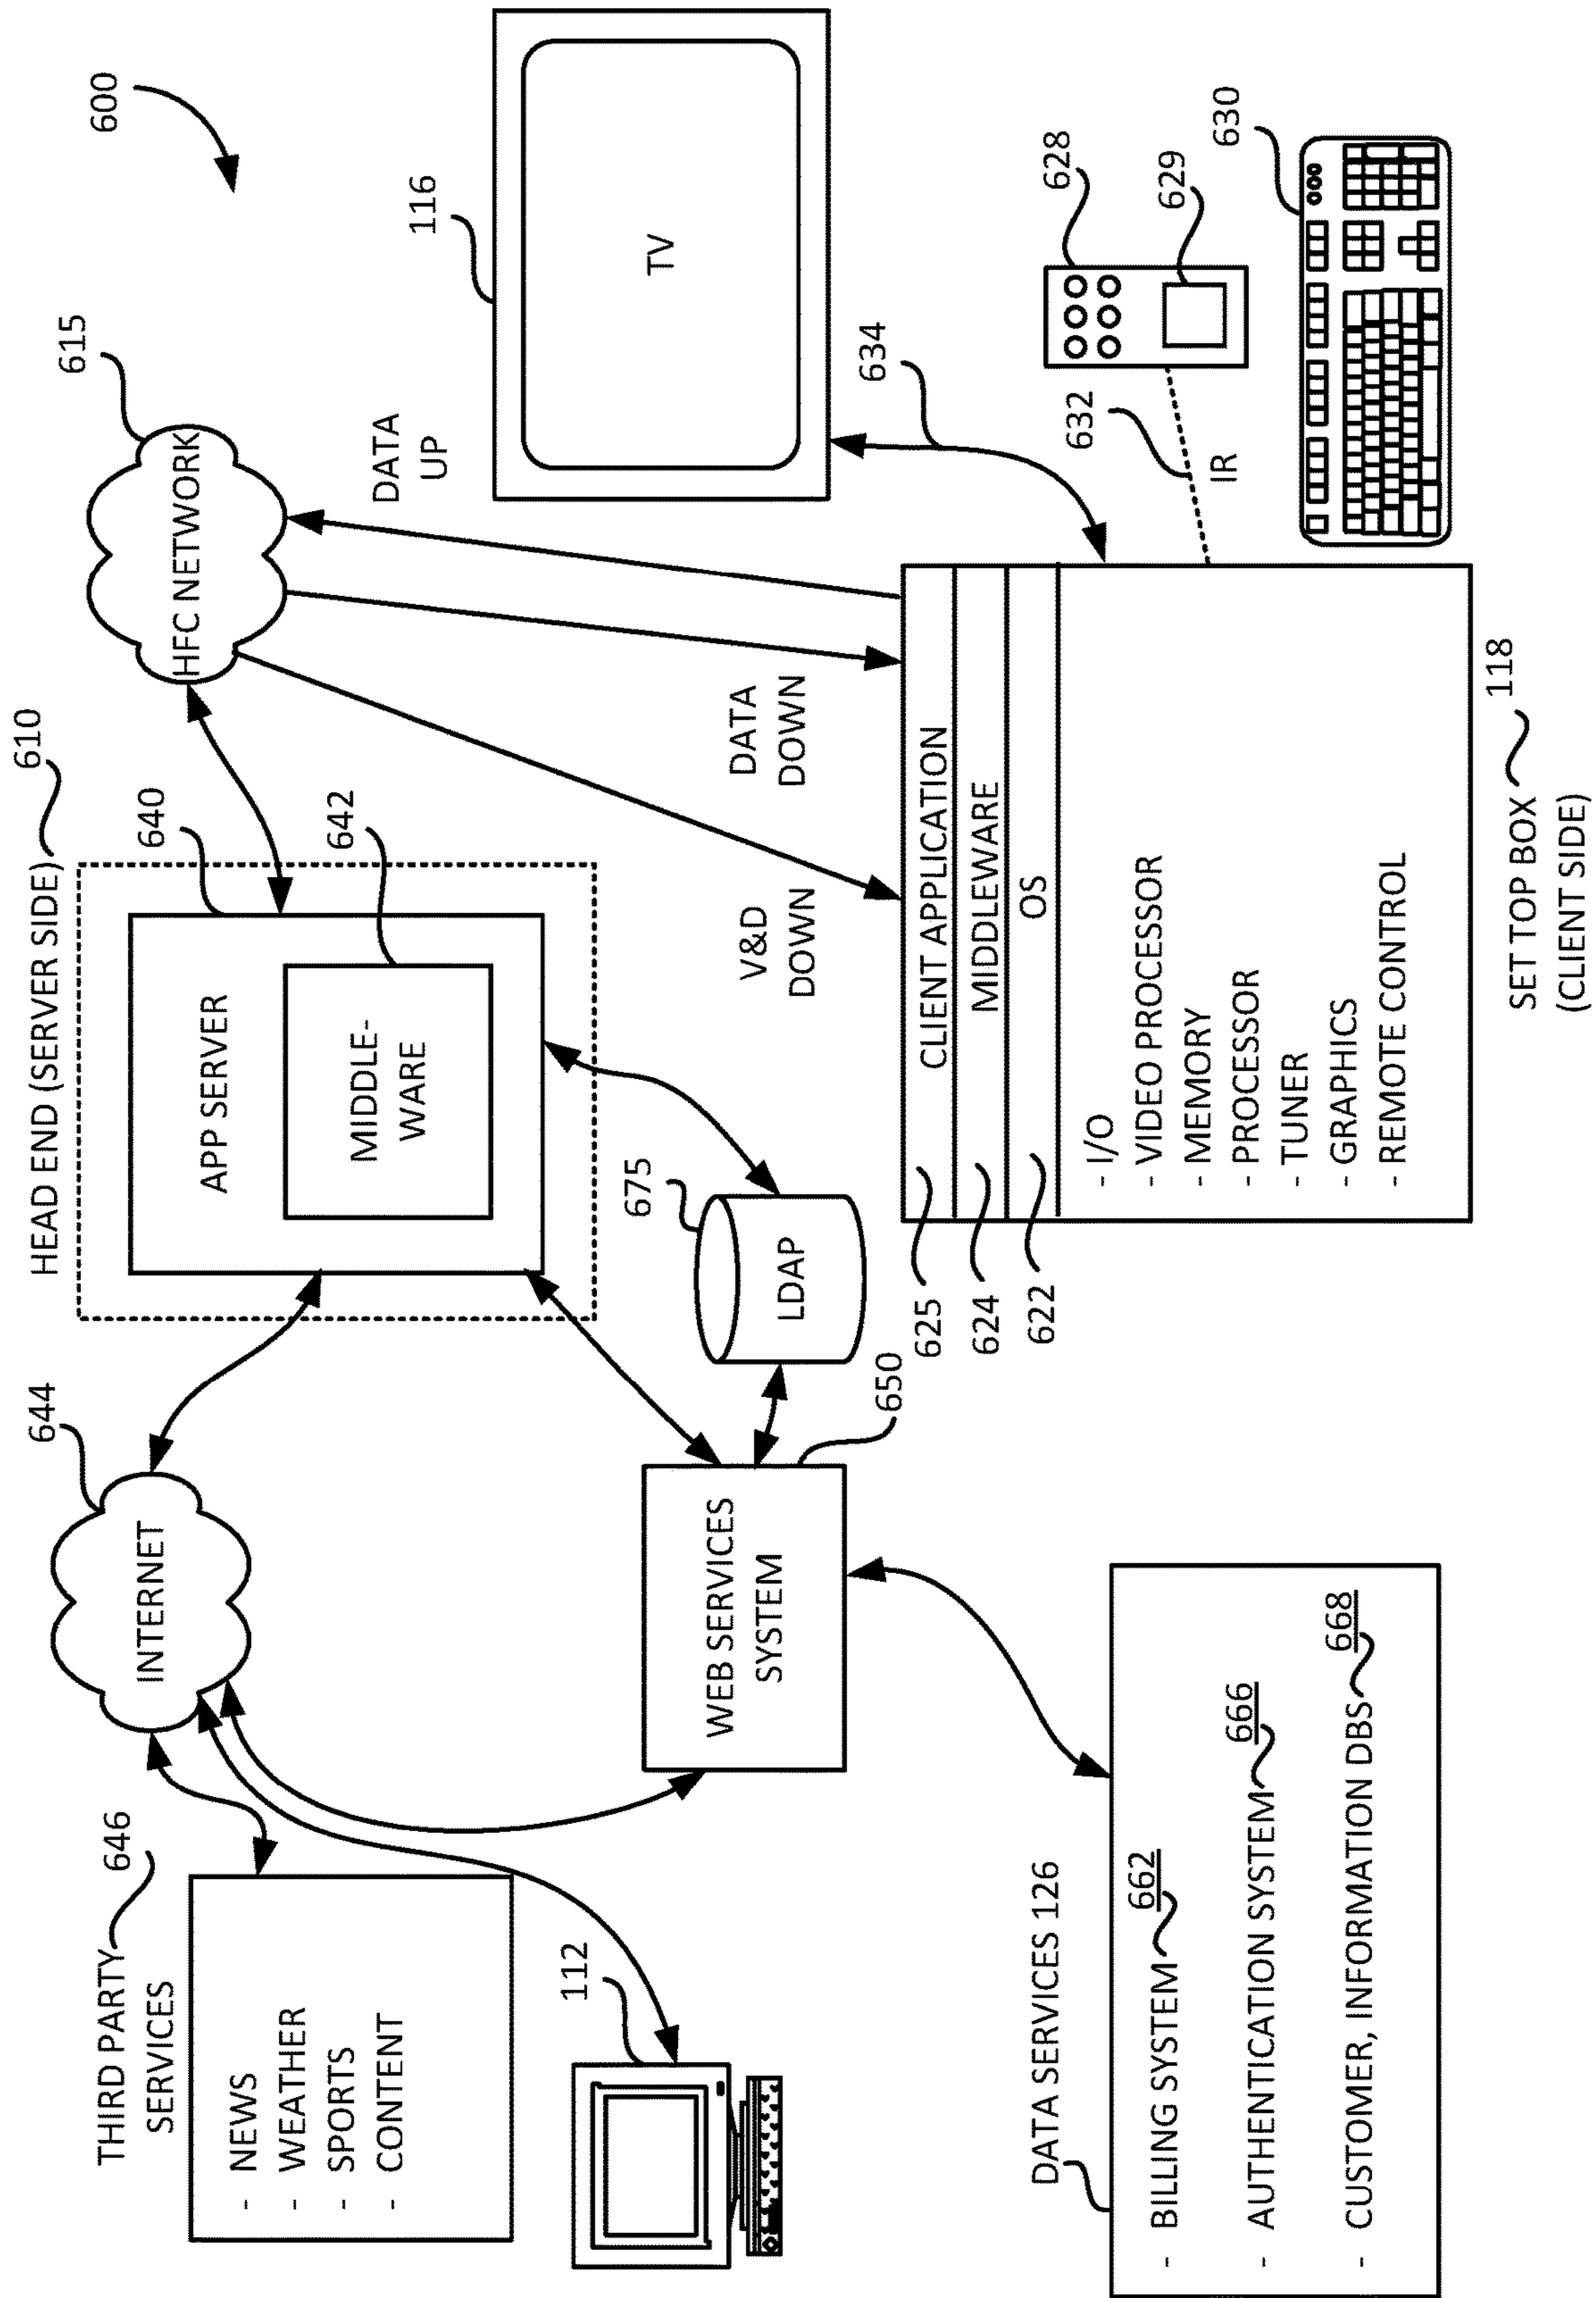 600
THIRD PARTY
SERVICES
646
- NEWS
- WEATHER
- SPORTS
- CONTENT
644
INTERNET
HEAD END (SERVER SIDE)
610
640
APP SERVER
642
MIDDLE-
WARE
615
HFC NETWORK
116
TV
112
WEB SERVICES
SYSTEM
650
675
LDAP
V&D
DOWN
DATA
DOWN
DATA
UP
634
628
629
632
IR
630
DATA SERVICES 126
- BILLING SYSTEM 662
- AUTHENTICATION SYSTEM 666
- CUSTOMER, INFORMATION DBS 668
625
CLIENT APPLICATION
624
MIDDLEWARE
622
OS
- I/O
- VIDEO PROCESSOR
- MEMORY
- PROCESSOR
- TUNER
- GRAPHICS
- REMOTE CONTROL
SET TOP BOX 118
(CLIENT SIDE)